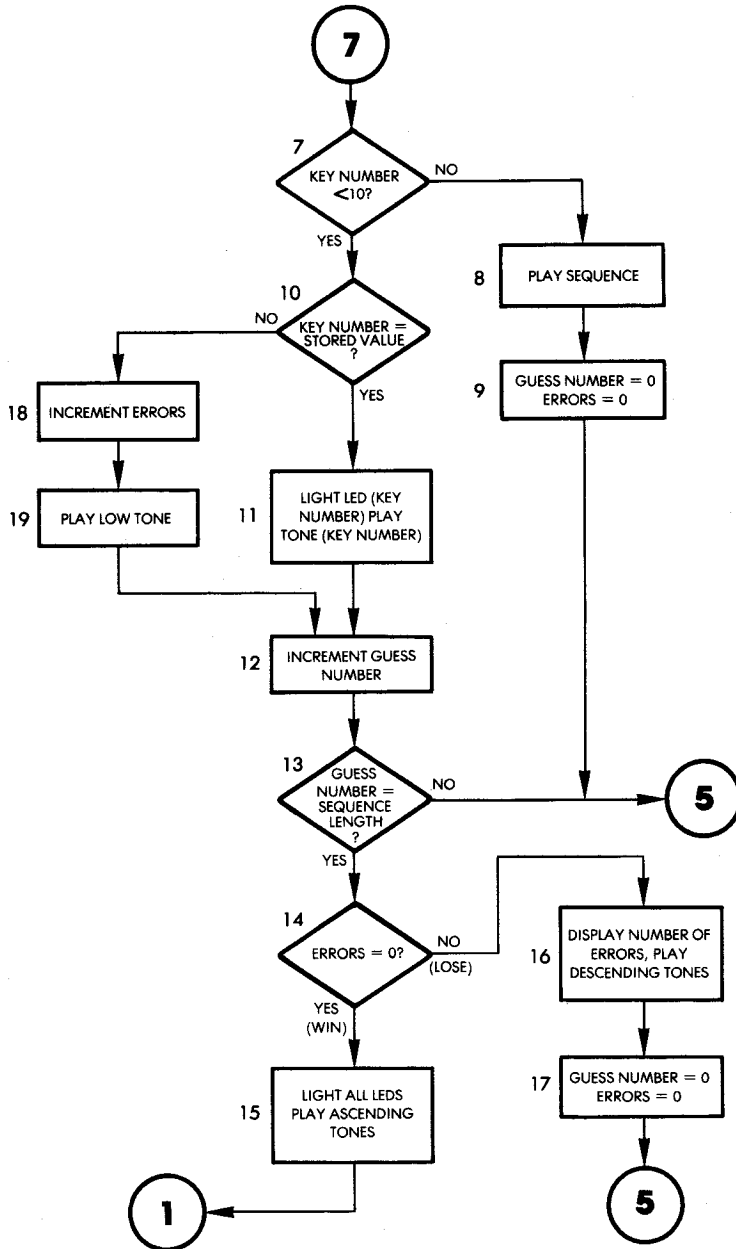 7
7
KEY NUMBER
<10?
NO
YES
8
PLAY SEQUENCE
10
KEY NUMBER =
STORED VALUE
?
NO
YES
9
GUESS NUMBER = 0
ERRORS = 0
18
INCREMENT ERRORS
11
LIGHT LED (KEY
NUMBER) PLAY
TONE (KEY NUMBER)
19
PLAY LOW TONE
12
INCREMENT GUESS
NUMBER
13
GUESS
NUMBER =
SEQUENCE
LENGTH
?
NO
5
YES
14
ERRORS = 0?
NO
(LOSE)
16
DISPLAY NUMBER OF
ERRORS, PLAY
DESCENDING TONES
YES
(WIN)
15
LIGHT ALL LEDS
PLAY ASCENDING
TONES
17
GUESS NUMBER = 0
ERRORS = 0
1
5